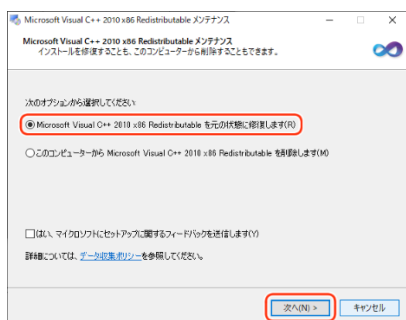 Microsoft Visual C++ 2010 x86 Redistributable メンテナンス
Microsoft Visual C++ 2010 x86 Redistributable メンテナンス
インストールを修復することも、このコンピューターから削除することもできます。
次のオプションから選択してください
Microsoft Visual C++ 2010 x86 Redistributable を元の状態に修復します(R)
このコンピューターから Microsoft Visual C++ 2010 x86 Redistributable を削除します(M)
はい、マイクロソフトにセットアップに関するフィードバックを送信します(Y)
詳細については、データ収集ポリシーを参照してください。
次へ(N) >
キャンセル